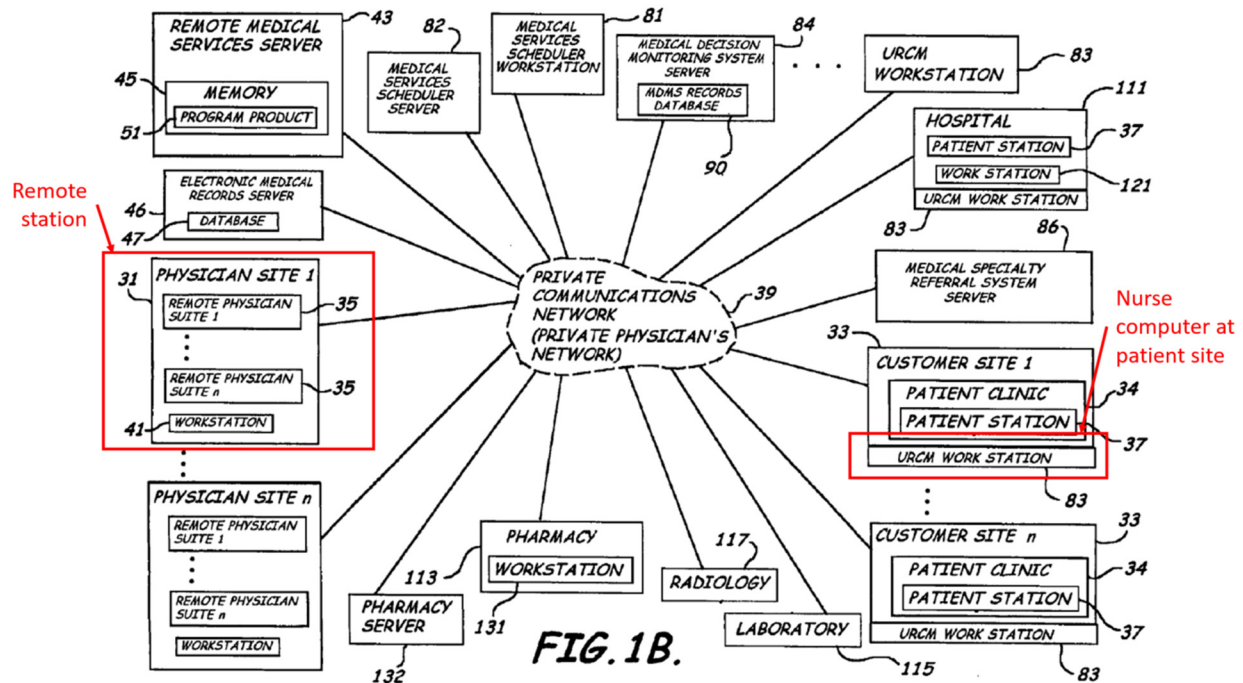 REMOTE MEDICAL
SERVICES SERVER
43
45
MEMORY
51
PROGRAM PRODUCT
82
MEDICAL
SERVICES
SCHEDULER
SERVER
MEDICAL
SERVICES
SCHEDULER
WORKSTATION
81
MEDICAL DECISION
MONITORING SYSTEM
SERVER
84
MDMS RECORDS
DATABASE
90
URCM
WORKSTATION
83
111
HOSPITAL
37
PATIENT STATION
WORK STATION
121
URCM WORK STATION
83
Remote
station
ELECTRONIC MEDICAL
RECORDS SERVER
46
DATABASE
47
86
MEDICAL SPECIALTY
REFERRAL SYSTEM
SERVER
31
PHYSICIAN SITE 1
REMOTE PHYSICIAN
SUITE 1
35
REMOTE PHYSICIAN
SUITE n
35
41
WORKSTATION
PRIVATE
COMMUNICATIONS
NETWORK
(PRIVATE PHYSICIAN'S
NETWORK)
39
Nurse
computer at
patient site
33
CUSTOMER SITE 1
PATIENT CLINIC
34
PATIENT STATION
37
URCM WORK STATION
83
PHYSICIAN SITE n
REMOTE PHYSICIAN
SUITE 1
REMOTE PHYSICIAN
SUITE n
WORKSTATION
PHARMACY
SERVER
132
PHARMACY
113
WORKSTATION
131
117
RADIOLOGY
LABORATORY
115
33
CUSTOMER SITE n
PATIENT CLINIC
34
PATIENT STATION
37
URCM WORK STATION
83
FIG. 1B.